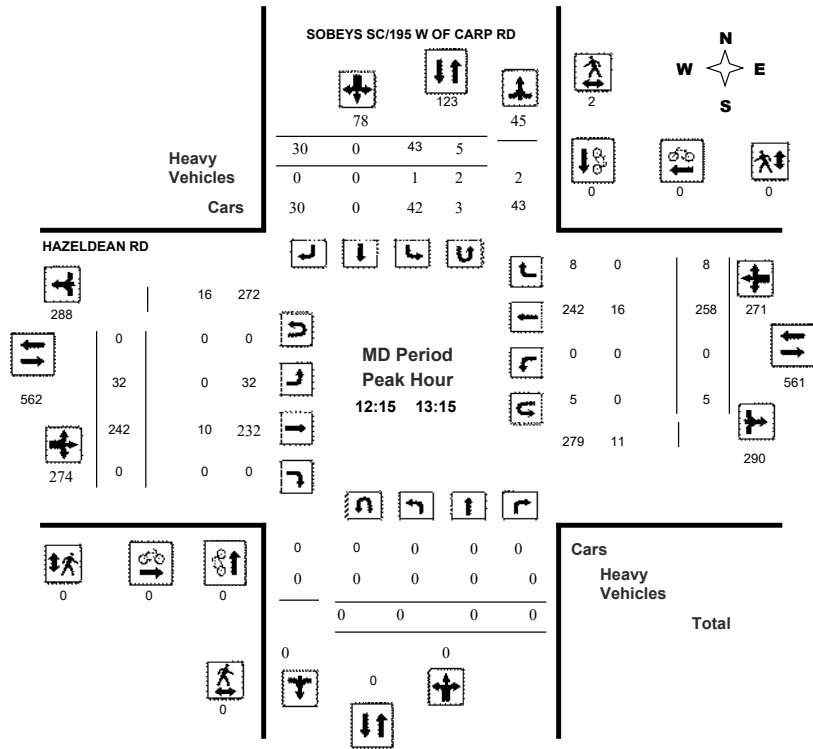 SOBEYS SC/195 W OF CARP RD
N
W E
S
123
2
78 45
30 0 43 5
Heavy
Vehicles
0 0 1 2 2
0 0 0
Cars
30 0 42 3 43
HAZELDEAN RD
8 0 8
16 272
288
242 16 258 271
0 0 0
MD Period
Peak Hour
12:15 13:15
0 0 0
561
562
32 0 32
5 0 5
242 10 232
279 11
290
274
0 0 0
0 0 0 0 0
Cars
0 0 0 0 0
Heavy
Vehicles
0 0 0
0 0 0 0
Total
0 0
0
0